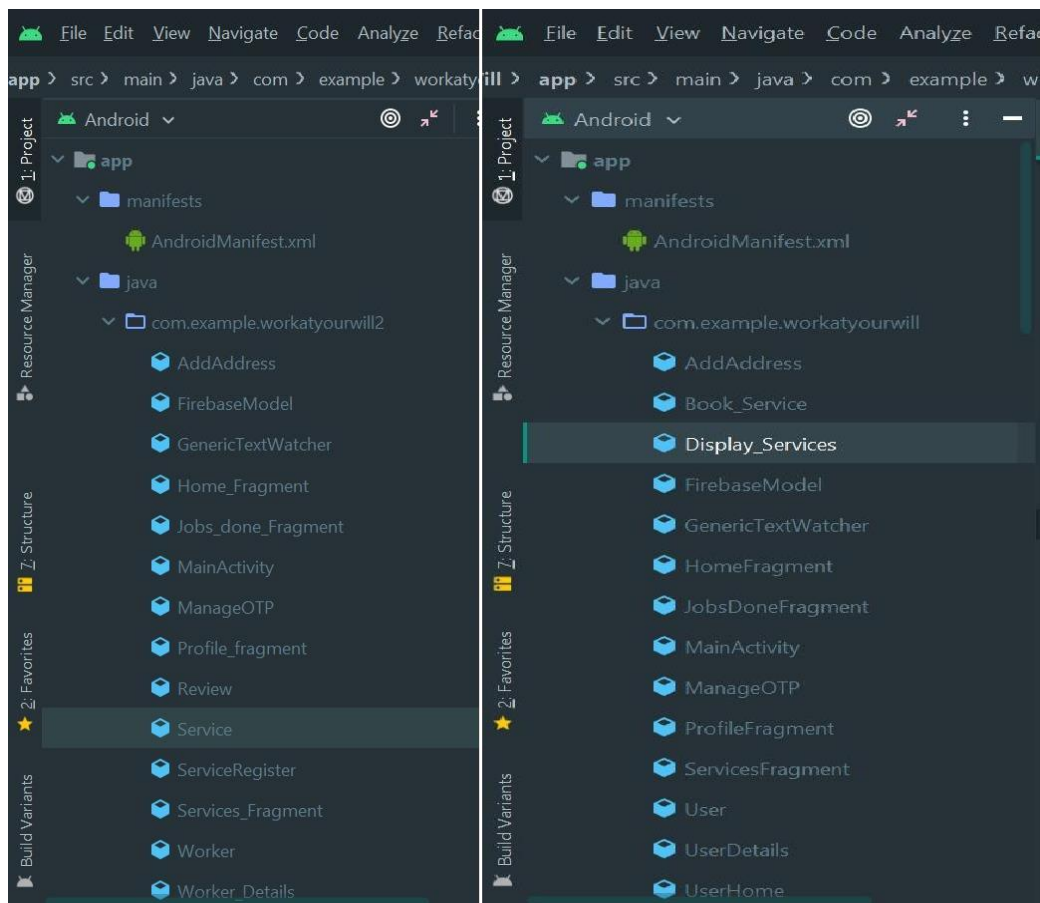 File Edit View Navigate Code Analyze Refac
app > src > main > java > com > example > workaty
1: Project
Resource Manager
7: Structure
2: Favorites
Build Variants
Android
app
manifests
AndroidManifest.xml
java
com.example.workatyourwill2
AddAddress
FirebaseModel
GenericTextWatcher
Home_Fragment
Jobs_done_Fragment
MainActivity
ManageOTP
Profile_fragment
Review
Service
ServiceRegister
Services_Fragment
Worker
Worker_Details
File Edit View Navigate Code Analyze Refa
ill > app > src > main > java > com > example > w
1: Project
Resource Manager
7: Structure
2: Favorites
Build Variants
Android
app
manifests
AndroidManifest.xml
java
com.example.workatyourwill
AddAddress
Book_Service
Display_Services
FirebaseModel
GenericTextWatcher
HomeFragment
JobsDoneFragment
MainActivity
ManageOTP
ProfileFragment
ServicesFragment
User
UserDetails
UserHome